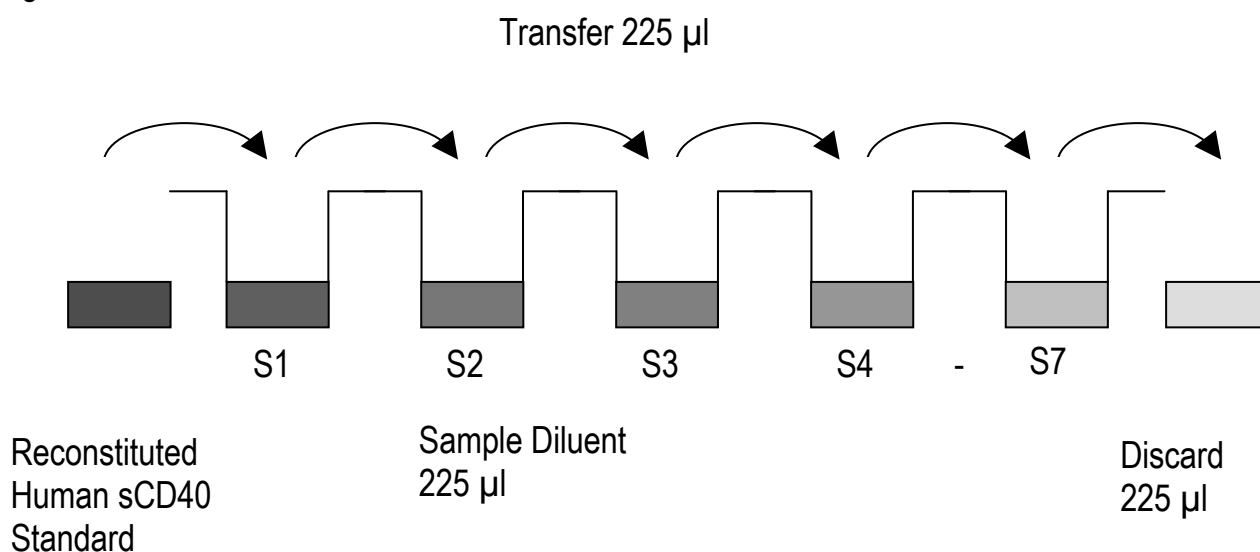 Transfer 225 µl
S1 S2 S3 S4 - S7
Reconstituted
Human sCD40
Standard
Sample Diluent
225 µl
Discard
225 µl